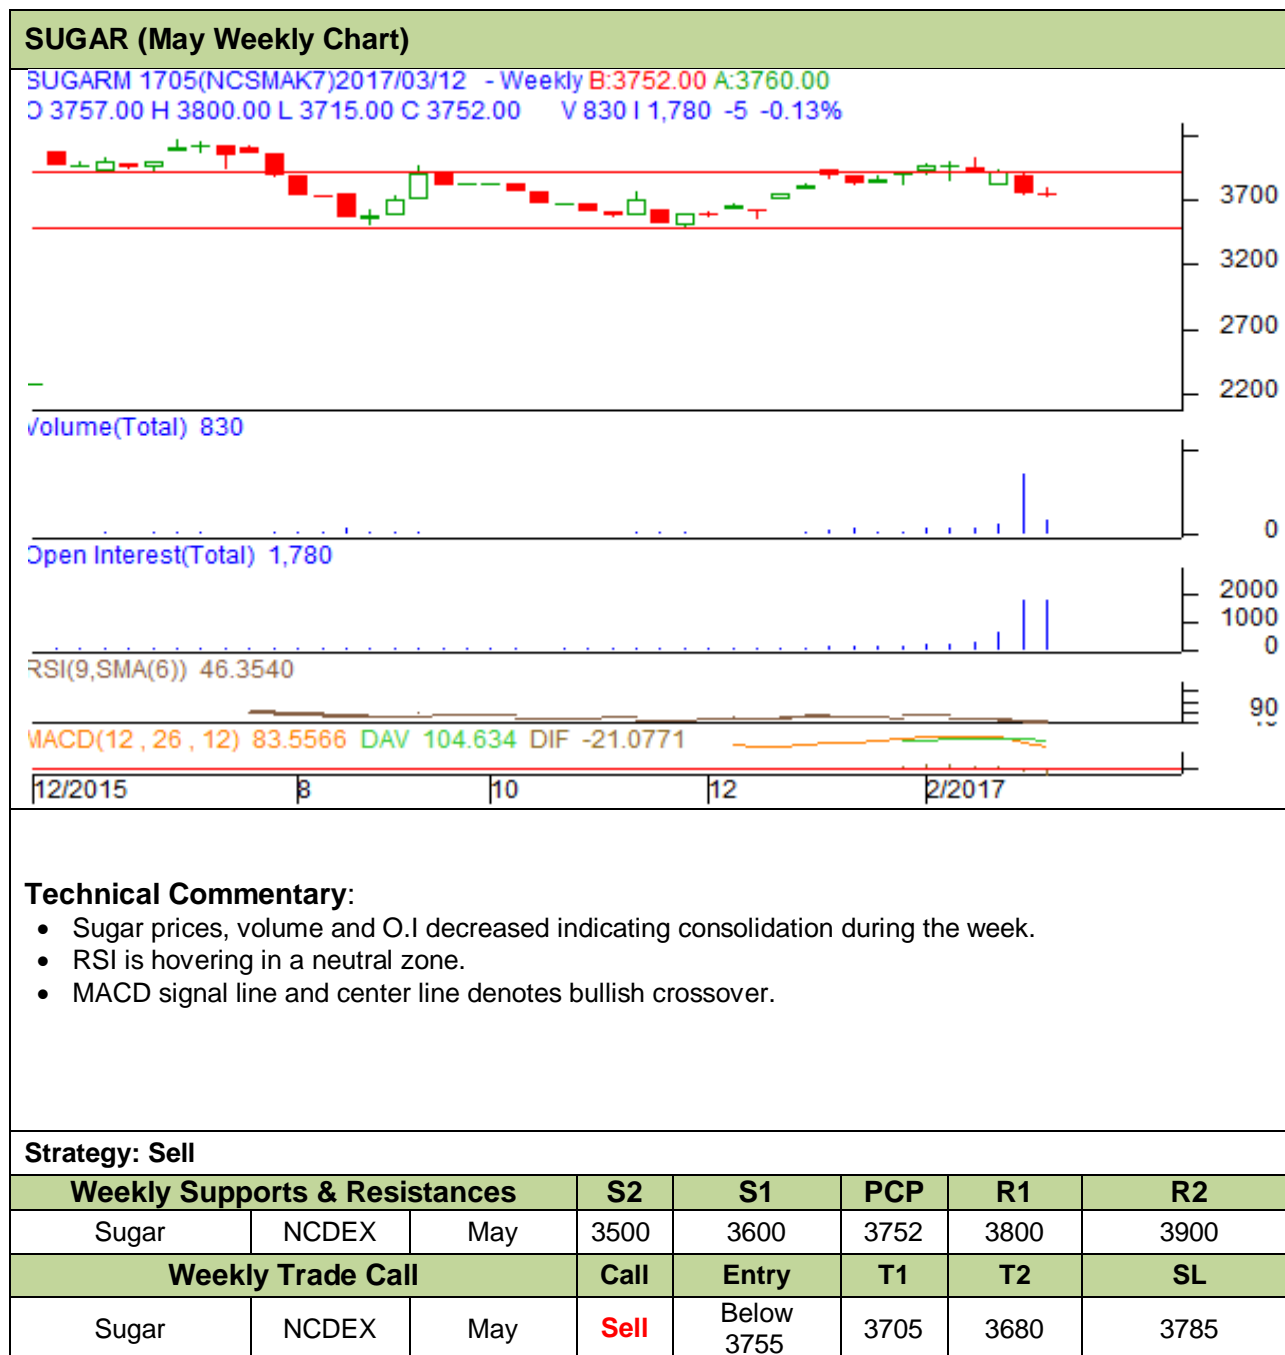 SUGAR (May Weekly Chart)
SUGARM 1705(NCSMAK7)2017/03/12 - Weekly B:3752.00 A:3760.00
O 3757.00 H 3800.00 L 3715.00 C 3752.00 V 830 I 1,780 -5 -0.13%
3700
3200
2700
2200
Volume(Total) 830
0
Open Interest(Total) 1,780
2000
1000
0
RSI(9,SMA(6)) 46.3540
90
MACD(12 , 26 , 12) 83.5566 DAV 104.634 DIF -21.0771
12/2015 8 10 12 2/2017
Technical Commentary:
• Sugar prices, volume and O.I decreased indicating consolidation during the week.
• RSI is hovering in a neutral zone.
• MACD signal line and center line denotes bullish crossover.
Strategy: Sell
Weekly Supports & Resistances S2 S1 PCP R1 R2
Sugar NCDEX May 3500 3600 3752 3800 3900
Weekly Trade Call Call Entry T1 T2 SL
Sugar NCDEX May Sell Below 3755 3705 3680 3785